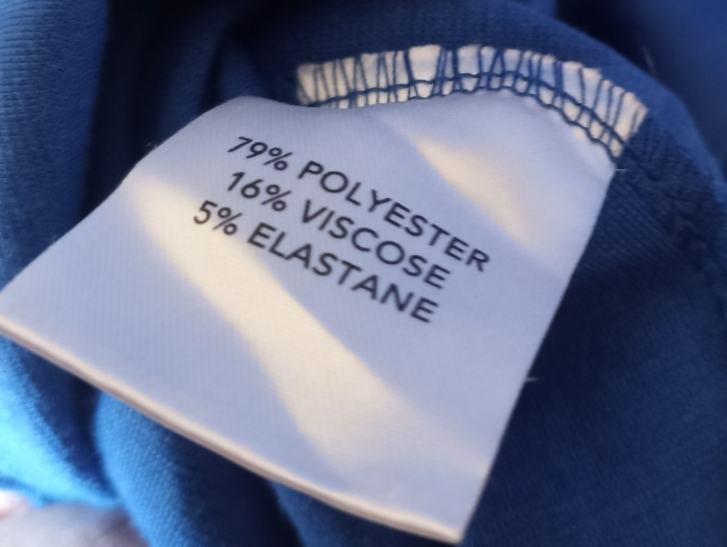 79% POLYESTER
16% VISCOSE
5% ELASTANE